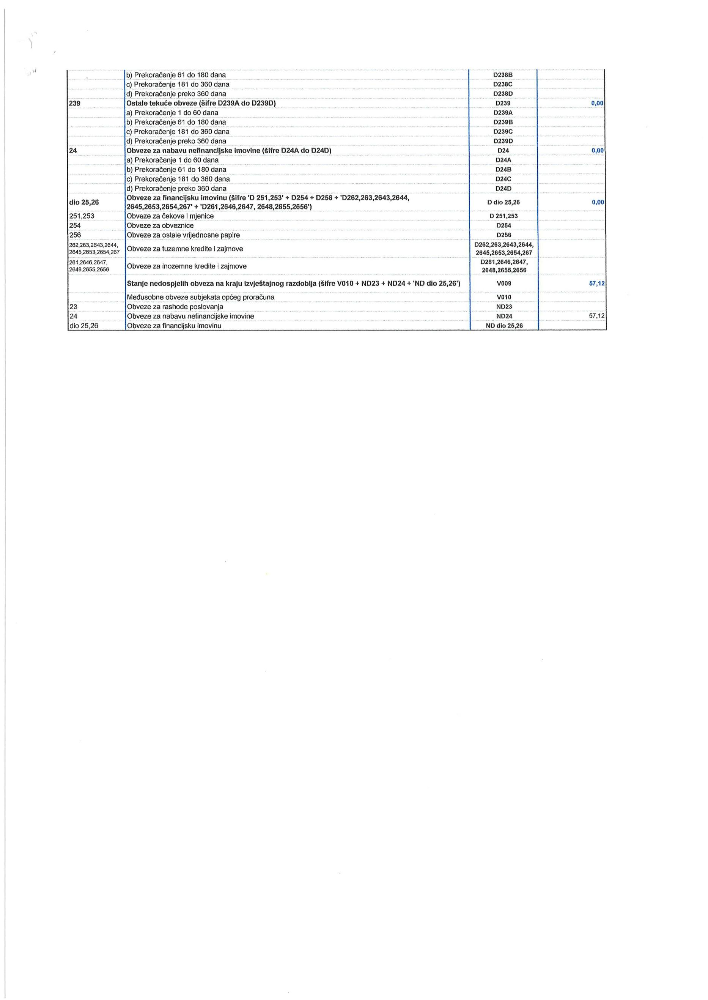 b) Prekoračenje 61 do 180 dana D238B
c) Prekoračenje 181 do 360 dana D238C
d) Prekoračenje preko 360 dana D238D
239 Ostale tekuće obveze (šifre D239A do D239D) D239 0,00
a) Prekoračenje 1 do 60 dana D239A
b) Prekoračenje 61 do 180 dana D239B
c) Prekoračenje 181 do 360 dana D239C
d) Prekoračenje preko 360 dana D239D
24 Obveze za nabavu nefinancijske imovine (šifre D24A do D24D) D24 0,00
a) Prekoračenje 1 do 60 dana D24A
b) Prekoračenje 61 do 180 dana D24B
c) Prekoračenje 181 do 360 dana D24C
d) Prekoračenje preko 360 dana D24D
dio 25,26 Obveze za financijsku imovinu (šifre 'D 251,253' + D254 + D256 + 'D262,263,2643,2644,
2645,2653,2654,267' + 'D261,2646,2647, 2648,2655,2656') D dio 25,26 0,00
251,253 Obveze za čekove i mjenice D 251,253
254 Obveze za obveznice D254
256 Obveze za ostale vrijednosne papire D256
262,263,2643,2644, Obveze za tuzemne kredite i zajmove D262,263,2643,2644,
2645,2653,2654,267 2645,2653,2654,267
261,2646,2647, Obveze za inozemne kredite i zajmove D261,2646,2647,
2648,2655,2656 2648,2655,2656
Stanje nedospjelih obveza na kraju izvještajnog razdoblja (šifre V010 + ND23 + ND24 + 'ND dio 25,26') V009 57,12
Međusobne obveze subjekata općeg proračuna V010
23 Obveze za rashode poslovanja ND23
24 Obveze za nabavu nefinancijske imovine ND24 57,12
dio 25,26 Obveze za financijsku imovinu ND dio 25,26